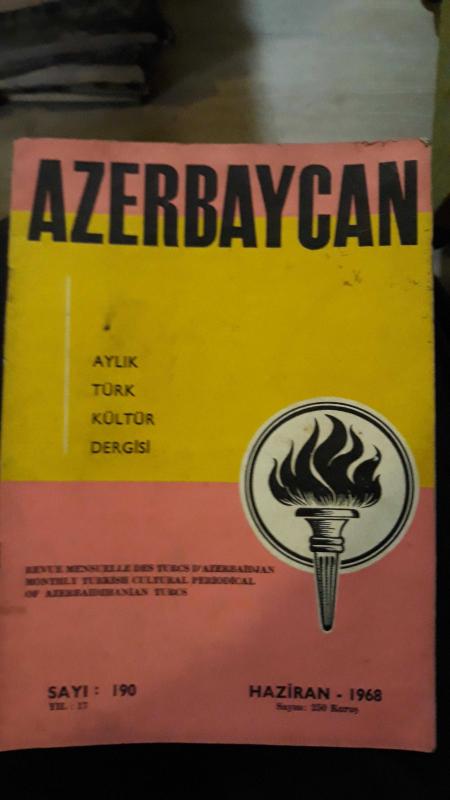 AZERBAYCAN
AYLIK
TÜRK
KÜLTÜR
DERGİSİ
REVUE MENSUELLE DES TURCS D'AZERBAIDJAN
MONTHLY TURKISH CULTURAL PERIODICAL
OF AZERBAIDJHANIAN TURCS
SAYI : 190
YIL : 17
HAZİRAN - 1968
Sayısı: 250 Kuruş